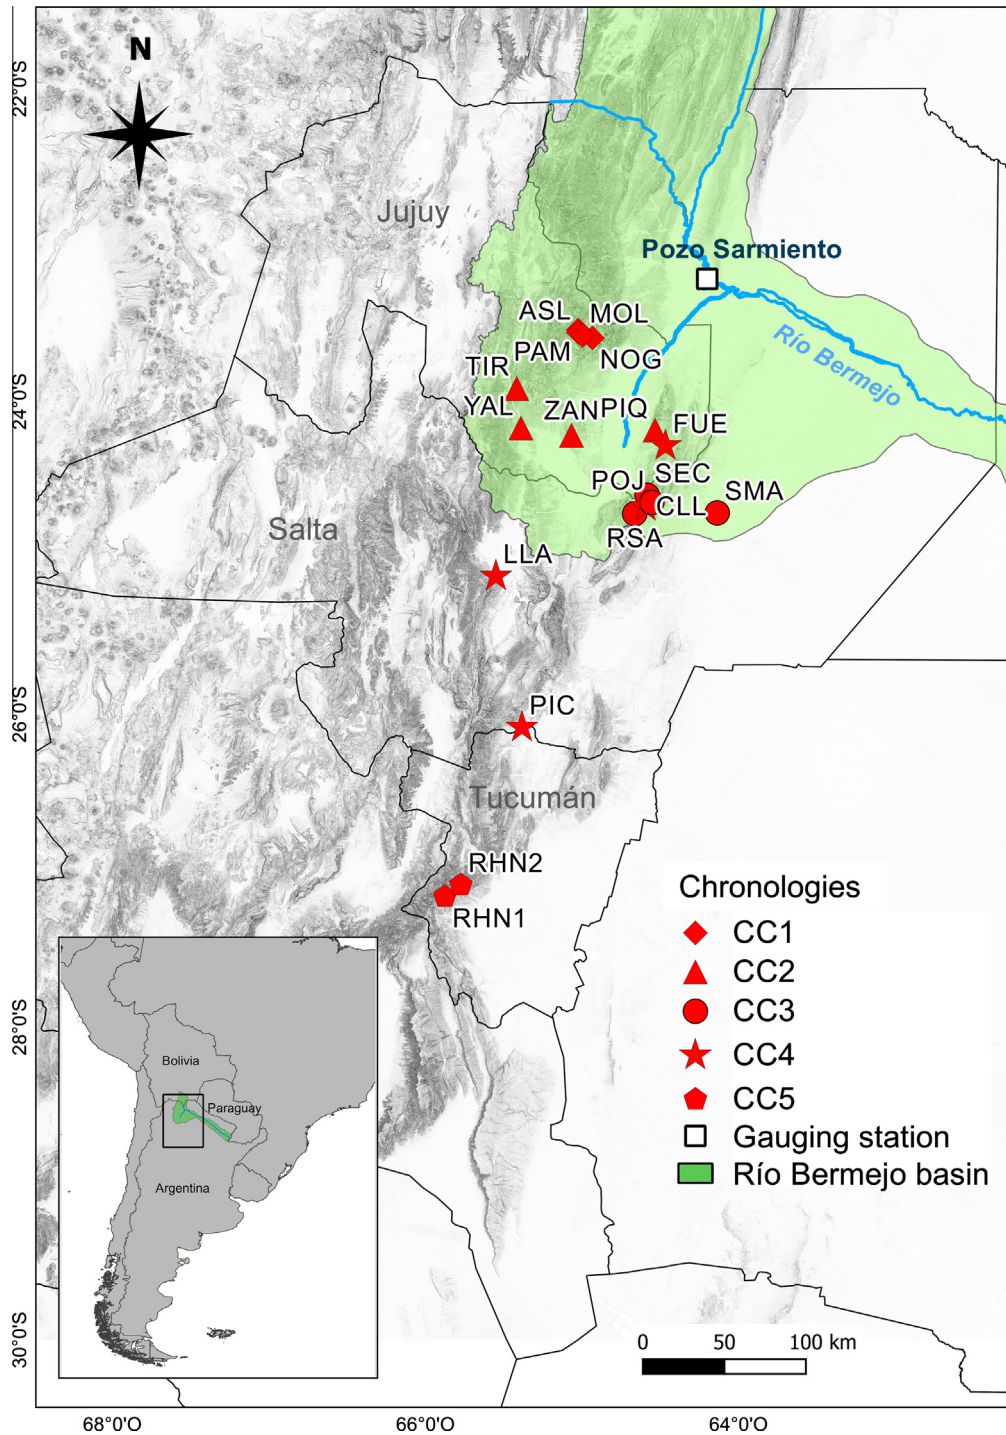 N
22°0'S
24°0'S
26°0'S
28°0'S
30°0'S
Jujuy
Pozo Sarmiento
Río Bermejo
ASL
MOL
PAM
NOG
TIR
YAL
ZAN
PIQ
FUE
POJ
SEC
CLL
SMA
RSA
Salta
LLA
PIC
Tucumán
RHN2
RHN1
Chronologies
CC1
CC2
CC3
CC4
CC5
Gauging station
Río Bermejo basin
Bolivia
Paraguay
Argentina
0 50 100 km
68°0'O 66°0'O 64°0'O